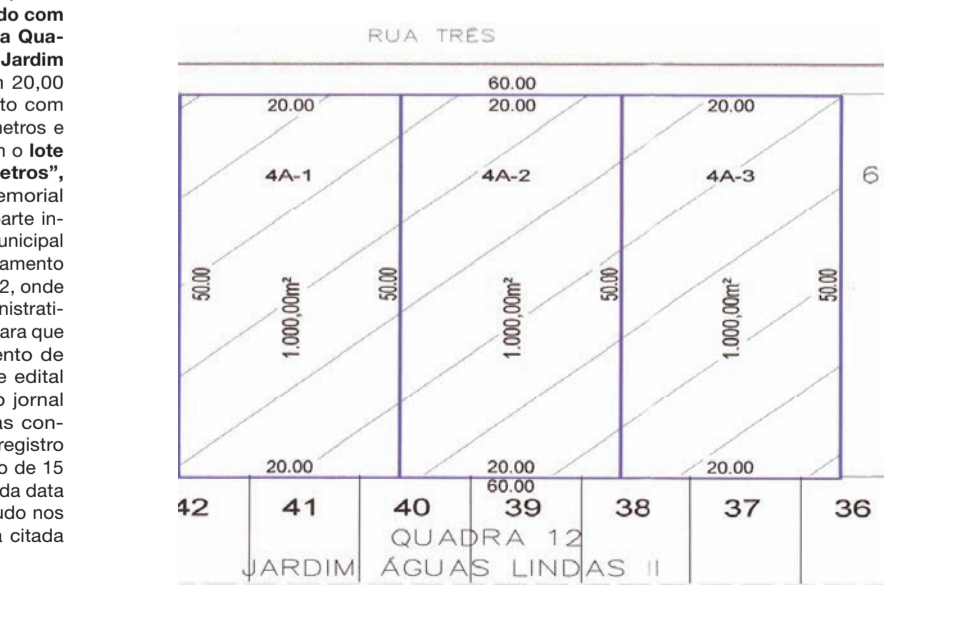 do com
a Qua-
Jardim
20,00
to com
netros e
n o lote
etros”,
emorial
arte in-
unicipal
amento
2, onde
nistrati-
ara que
ento de
e edital
o jornal
as con-
registro
o de 15
da data
udo nos
a citada
RUA TRÊS
60.00
20.00 20.00 20.00
4A-1 4A-2 4A-3 6
50.00 50.00 50.00 50.00
1.000,00m² 1.000,00m² 1.000,00m²
20.00 20.00 20.00
60.00
42 41 40 39 38 37 36
QUADRA 12
JARDIM ÁGUAS LINDAS II